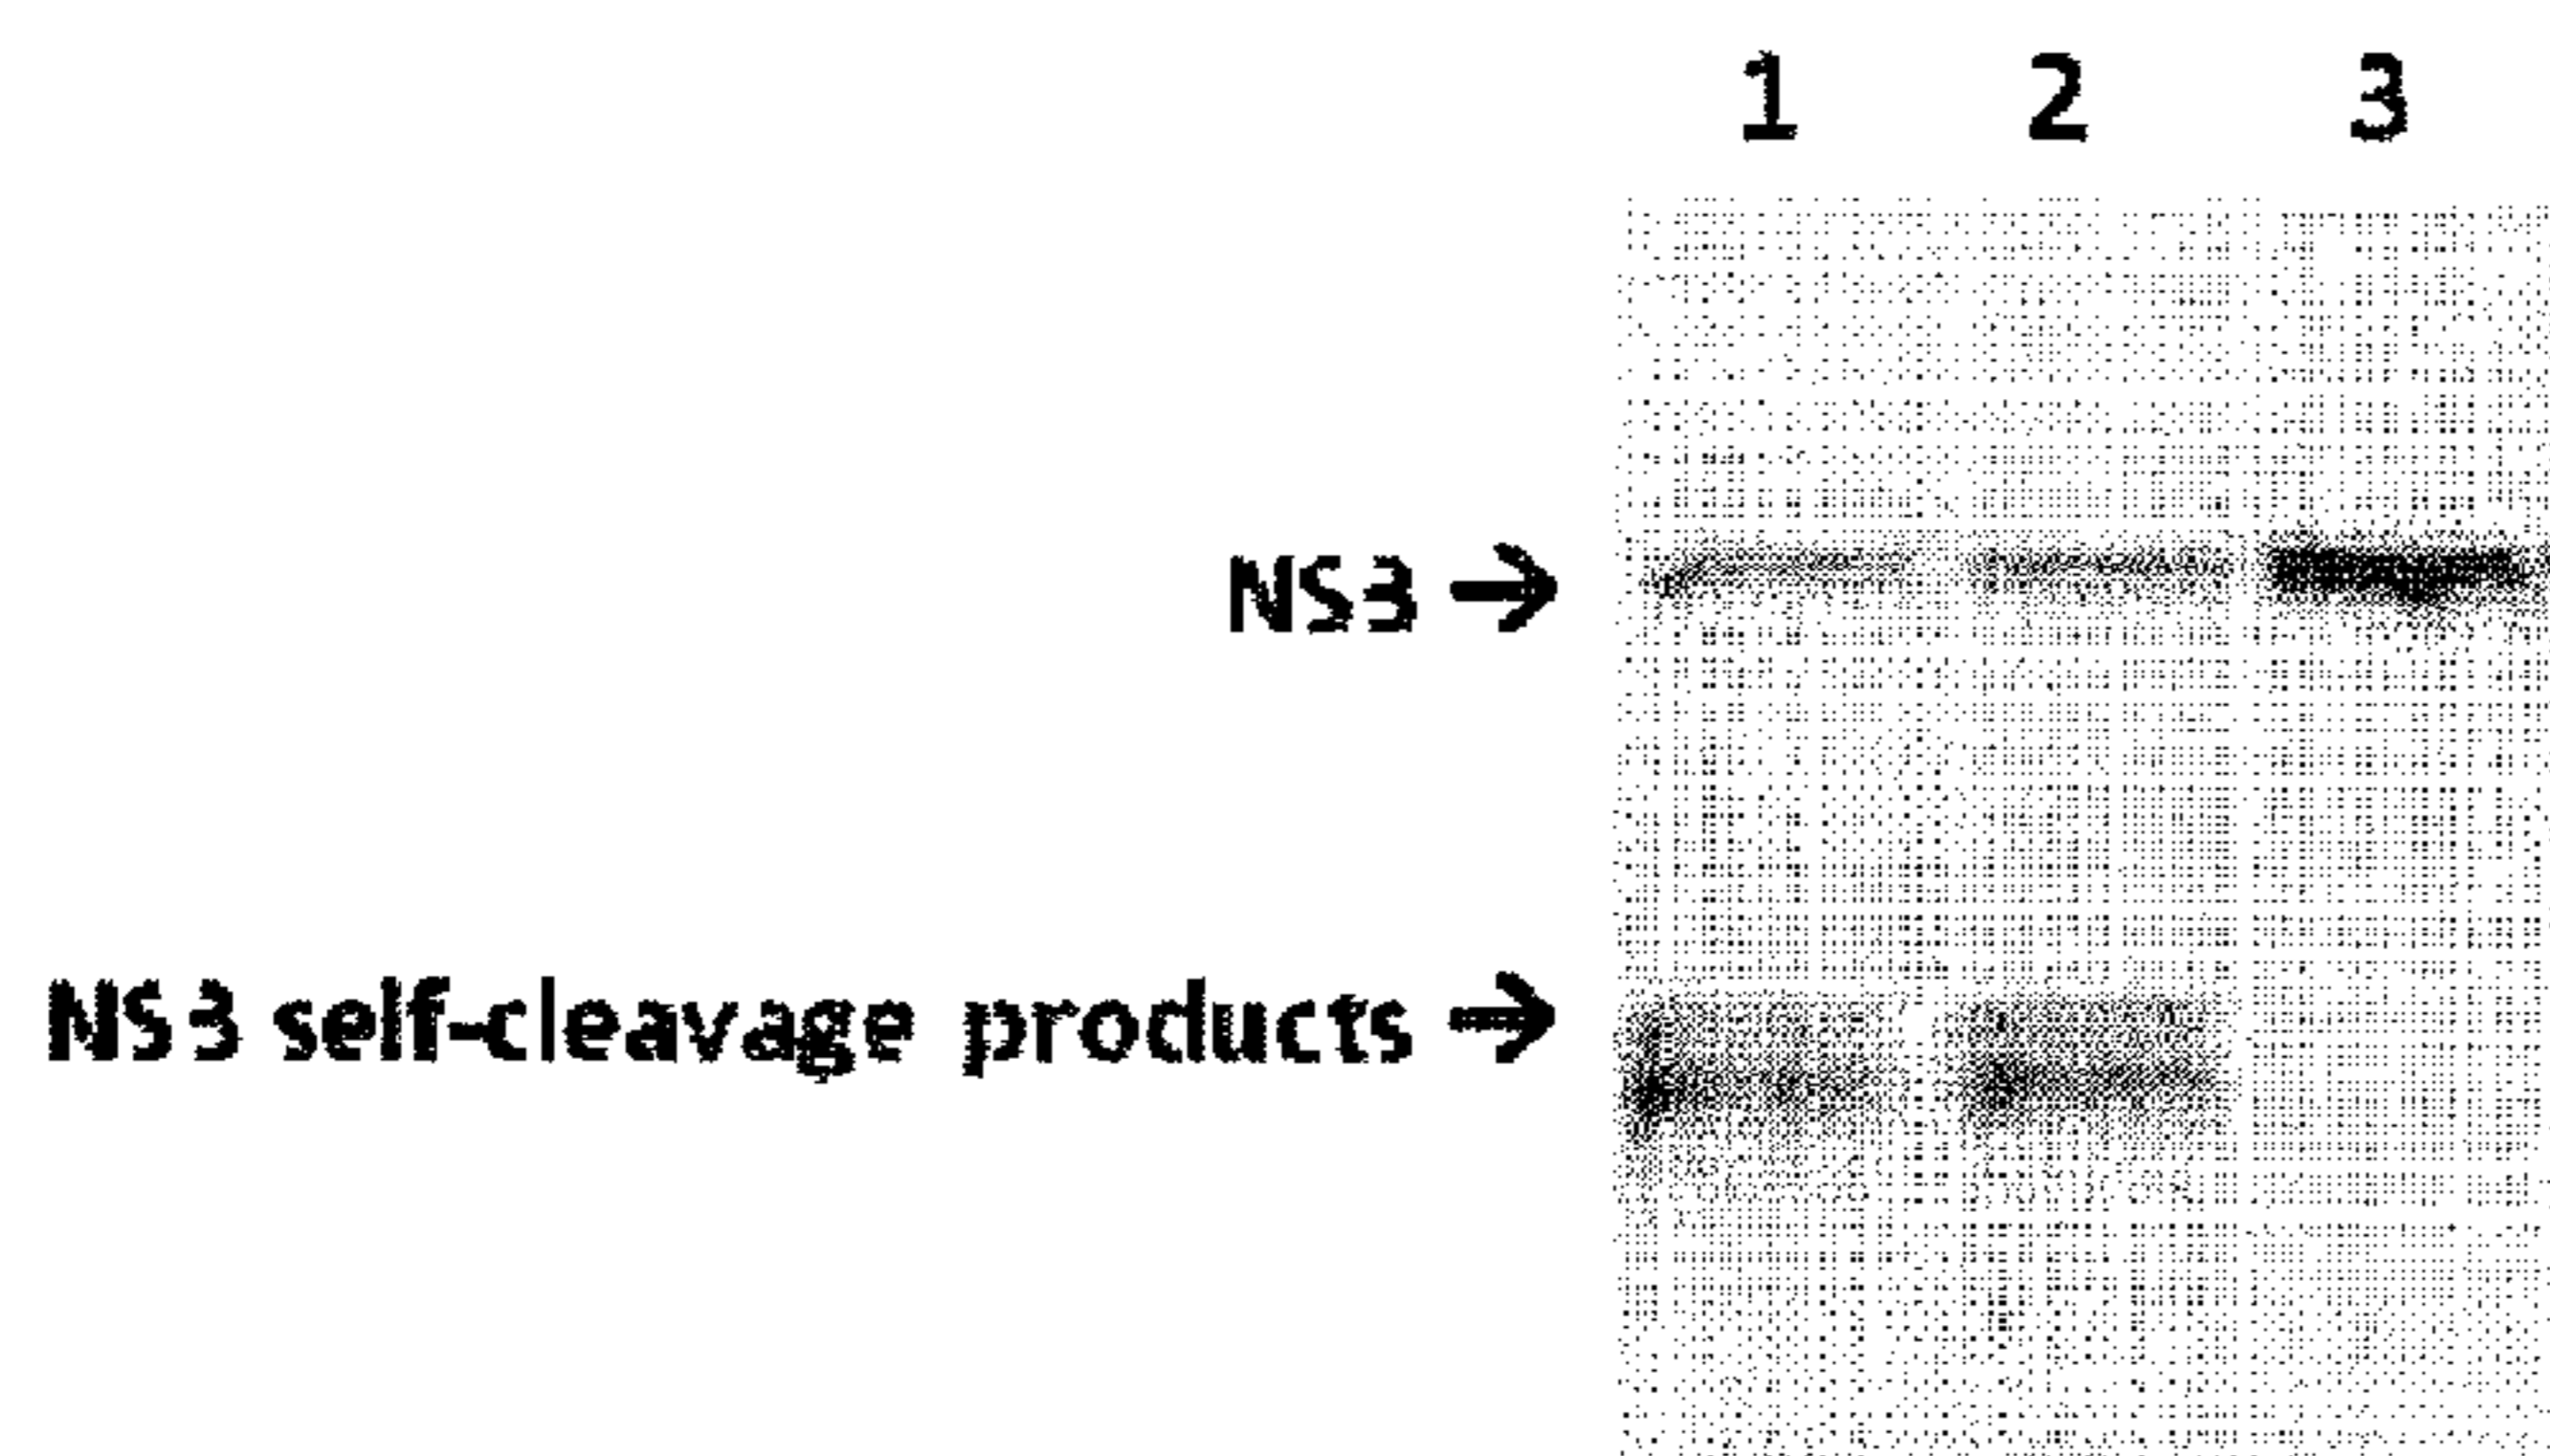 1 2 3
NS3 →
NS3 self-cleavage products →